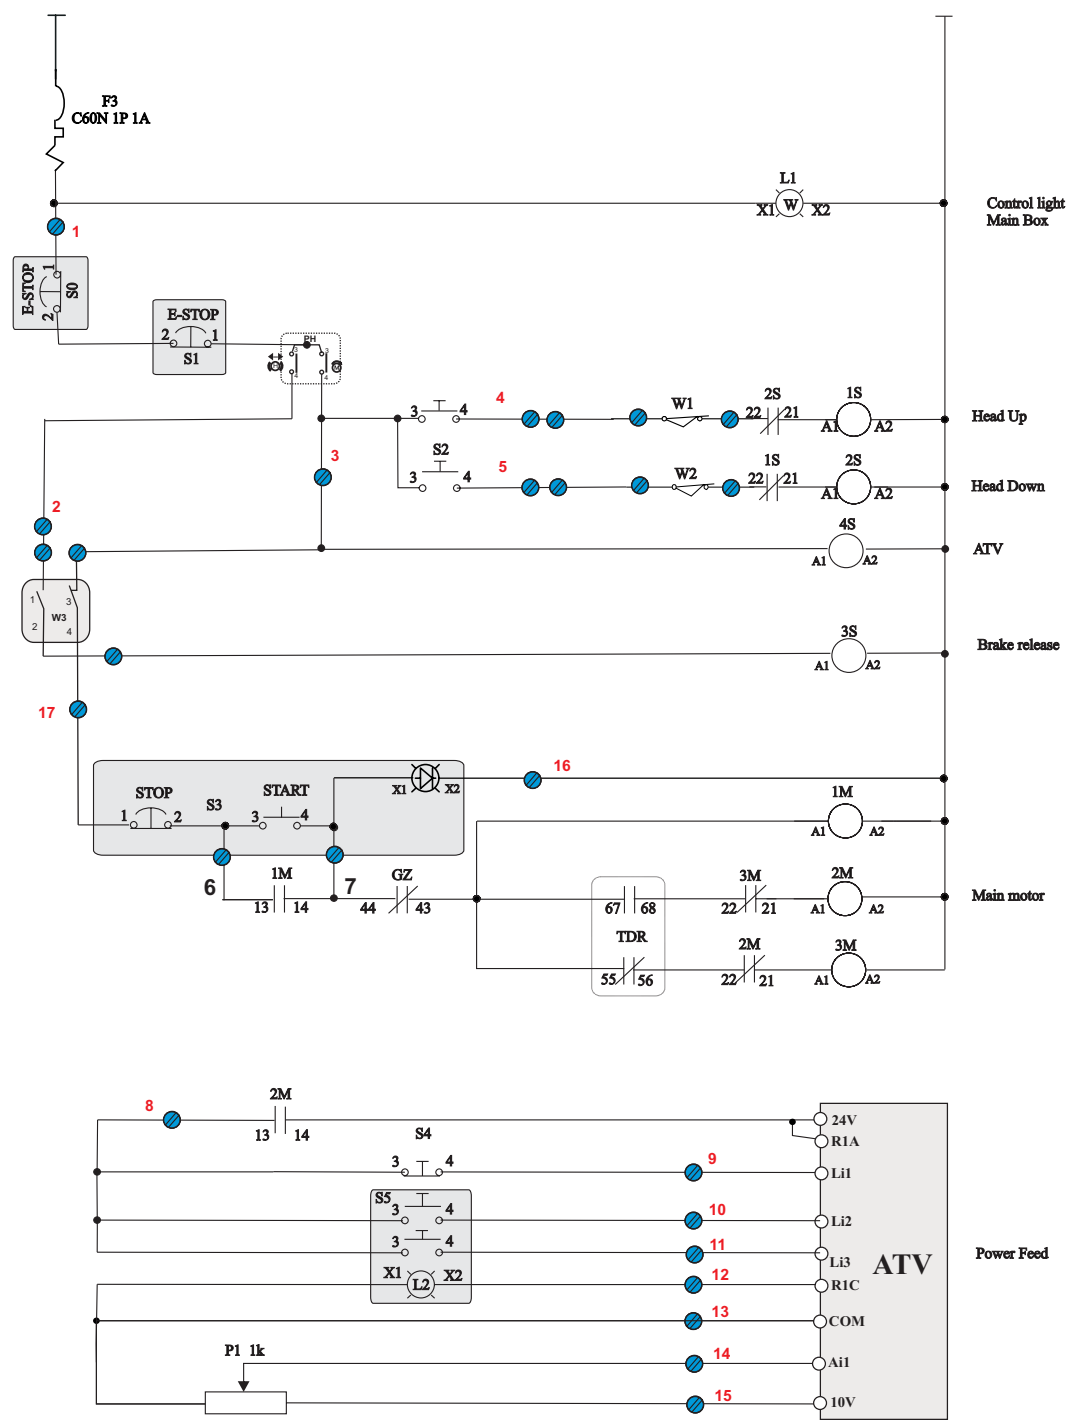 F3
C60N 1P 1A
L1
X1 W X2
Control light
Main Box
1
E-STOP
1
2
S0
E-STOP
2 1
S1
PH
3 3
4 4
3 4
4
W1
2S
22 21
1S
A1 A2
Head Up
S2
3 4
5
W2
1S
22 21
2S
A1 A2
Head Down
3
2
4S
A1 A2
ATV
1 3
W3
2 4
3S
A1 A2
Brake release
17
16
X1 X2
STOP
1 2
S3
START
3 4
1M
A1 A2
6
1M
13 14
7
GZ
44 43
67 68
TDR
55 56
3M
22 21
2M
A1 A2
Main motor
2M
22 21
3M
A1 A2
8
2M
13 14
24V
R1A
S4
3 4
9
Li1
S5
3 4
10
Li2
3 4
11
Li3
ATV
Power Feed
X1 L2 X2
12
R1C
13
COM
P1 1k
14
Ai1
15
10V